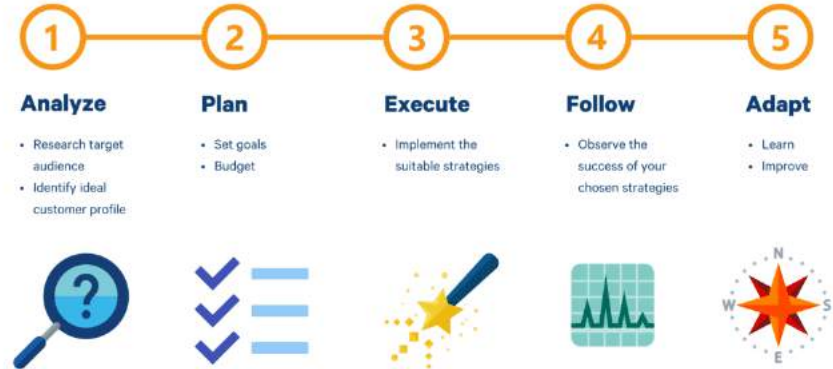 1 2 3 4 5
Analyze Plan Execute Follow Adapt
• Research target
audience
• Identify ideal
customer profile
• Set goals
• Budget
• Implement the
suitable strategies
• Observe the
success of your
chosen strategies
• Learn
• Improve
?
N
W S
E